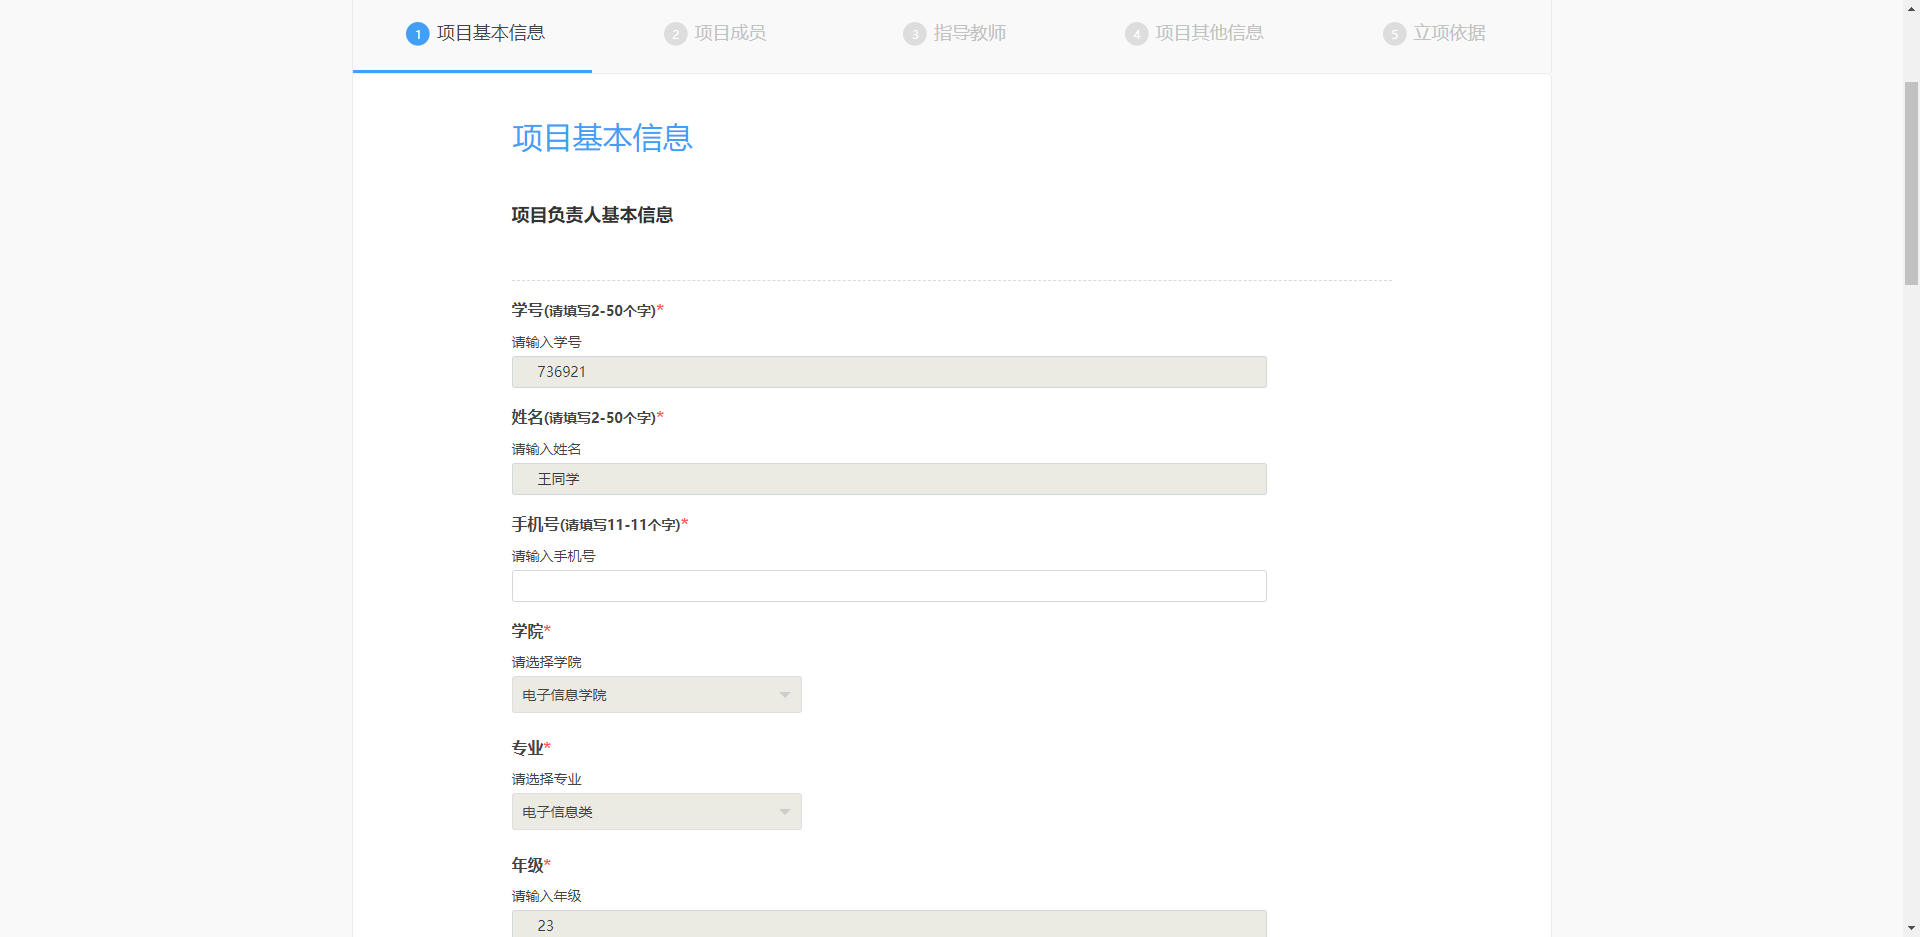 1 项目基本信息
2 项目成员
3 指导教师
4 项目其他信息
5 立项依据
项目基本信息
项目负责人基本信息
学号(请填写2-50个字)*
请输入学号
736921
姓名(请填写2-50个字)*
请输入姓名
王同学
手机号(请填写11-11个字)*
请输入手机号
学院*
请选择学院
电子信息学院
专业*
请选择专业
电子信息类
年级*
请输入年级
23